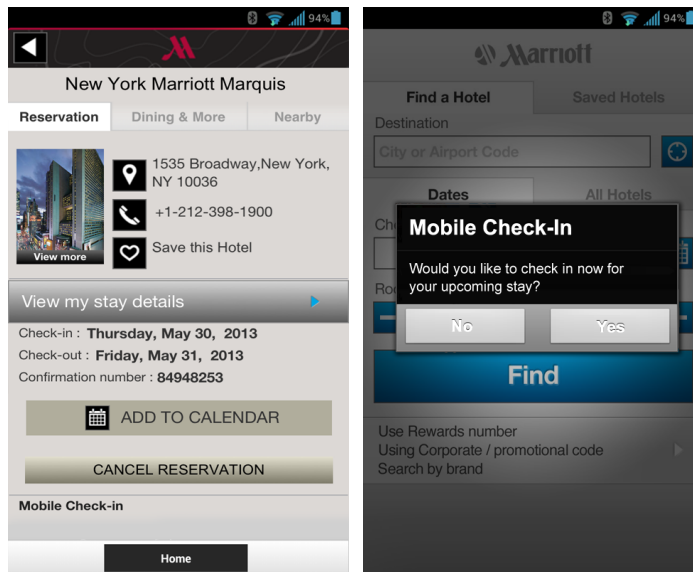 94%
New York Marriott Marquis
Reservation
Dining & More
Nearby
View more
1535 Broadway,New York,
NY 10036
+1-212-398-1900
Save this Hotel
View my stay details
Check-in : Thursday, May 30, 2013
Check-out : Friday, May 31, 2013
Confirmation number : 84948253
ADD TO CALENDAR
CANCEL RESERVATION
Mobile Check-in
Home
94%
Marriott
Find a Hotel
Saved Hotels
Destination
City or Airport Code
Dates
All Hotels
Mobile Check-In
Would you like to check in now for
your upcoming stay?
No
Yes
Find
Use Rewards number
Using Corporate / promotional code
Search by brand